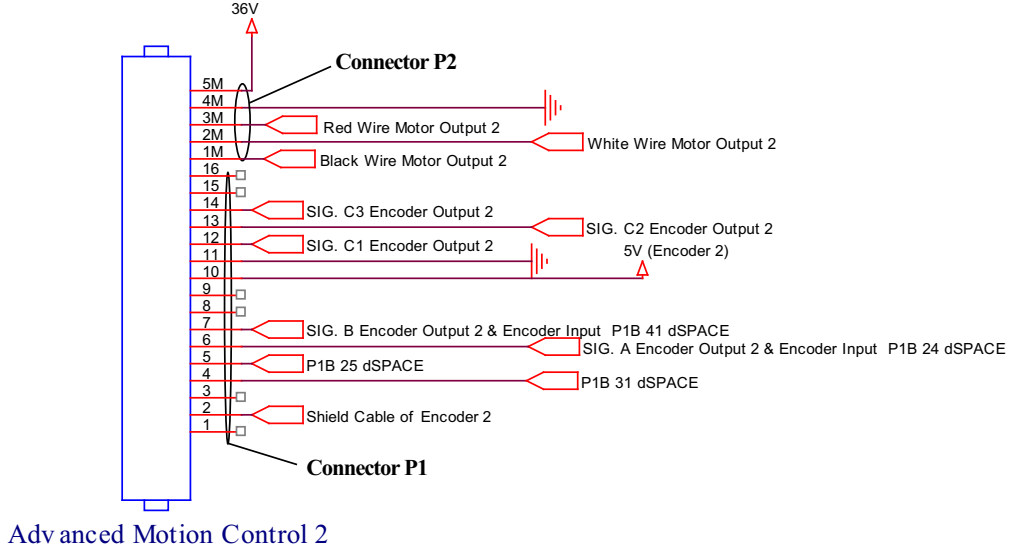 36V
Connector P2
5M
4M
3M Red Wire Motor Output 2
2M White Wire Motor Output 2
1M Black Wire Motor Output 2
16
15
14 SIG. C3 Encoder Output 2
13 SIG. C2 Encoder Output 2
12 SIG. C1 Encoder Output 2
5V (Encoder 2)
11
10
9
8
7 SIG. B Encoder Output 2 & Encoder Input P1B 41 dSPACE
6 SIG. A Encoder Output 2 & Encoder Input P1B 24 dSPACE
5 P1B 25 dSPACE
4 P1B 31 dSPACE
3
2 Shield Cable of Encoder 2
1
Connector P1
Advanced Motion Control 2